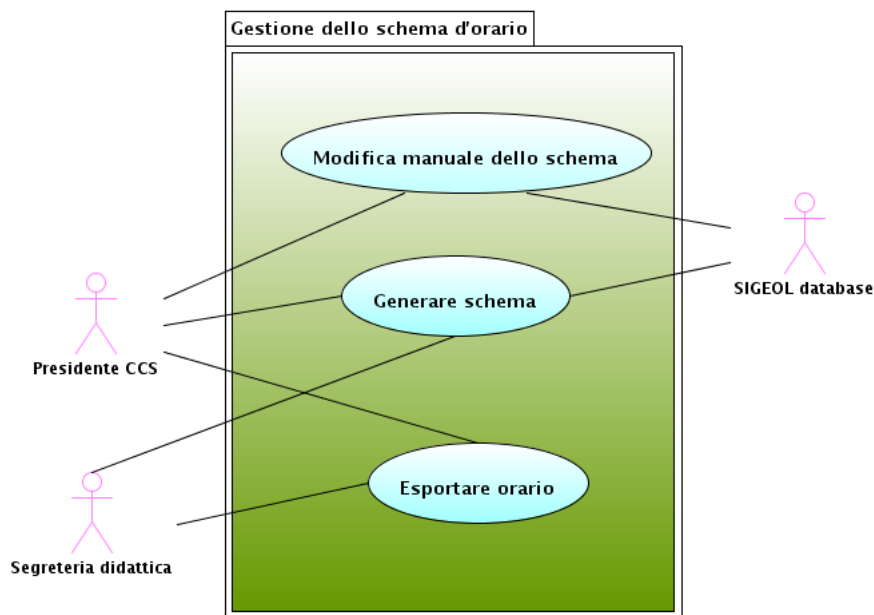 Gestione dello schema d'orario
Modifica manuale dello schema
SIGEOL database
Generare schema
Presidente CCS
Esportare orario
Segreteria didattica